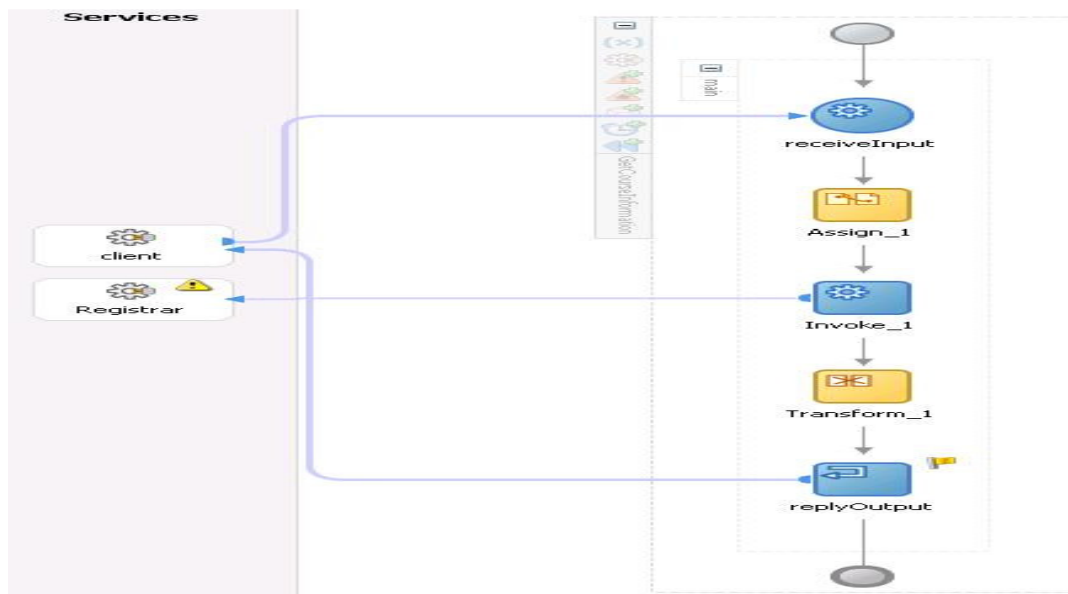 Services
client
Registrar
GetCourseInformation
main
receiveInput
Assign_1
Invoke_1
Transform_1
replyOutput